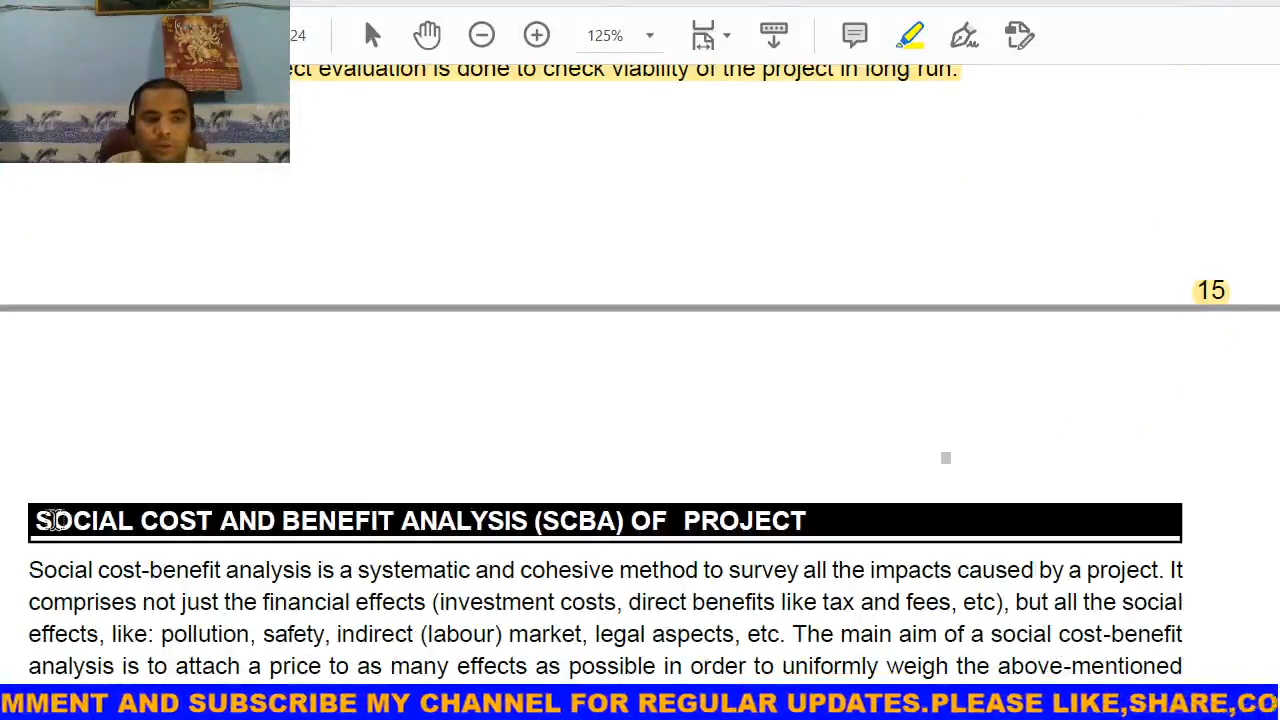 24
125%
ect evaluation is done to check viability of the project in long run.
15
SOCIAL COST AND BENEFIT ANALYSIS (SCBA) OF PROJECT
Social cost-benefit analysis is a systematic and cohesive method to survey all the impacts caused by a project. It
comprises not just the financial effects (investment costs, direct benefits like tax and fees, etc), but all the social
effects, like: pollution, safety, indirect (labour) market, legal aspects, etc. The main aim of a social cost-benefit
analysis is to attach a price to as many effects as possible in order to uniformly weigh the above-mentioned
MMENT AND SUBSCRIBE MY CHANNEL FOR REGULAR UPDATES.PLEASE LIKE,SHARE,CO